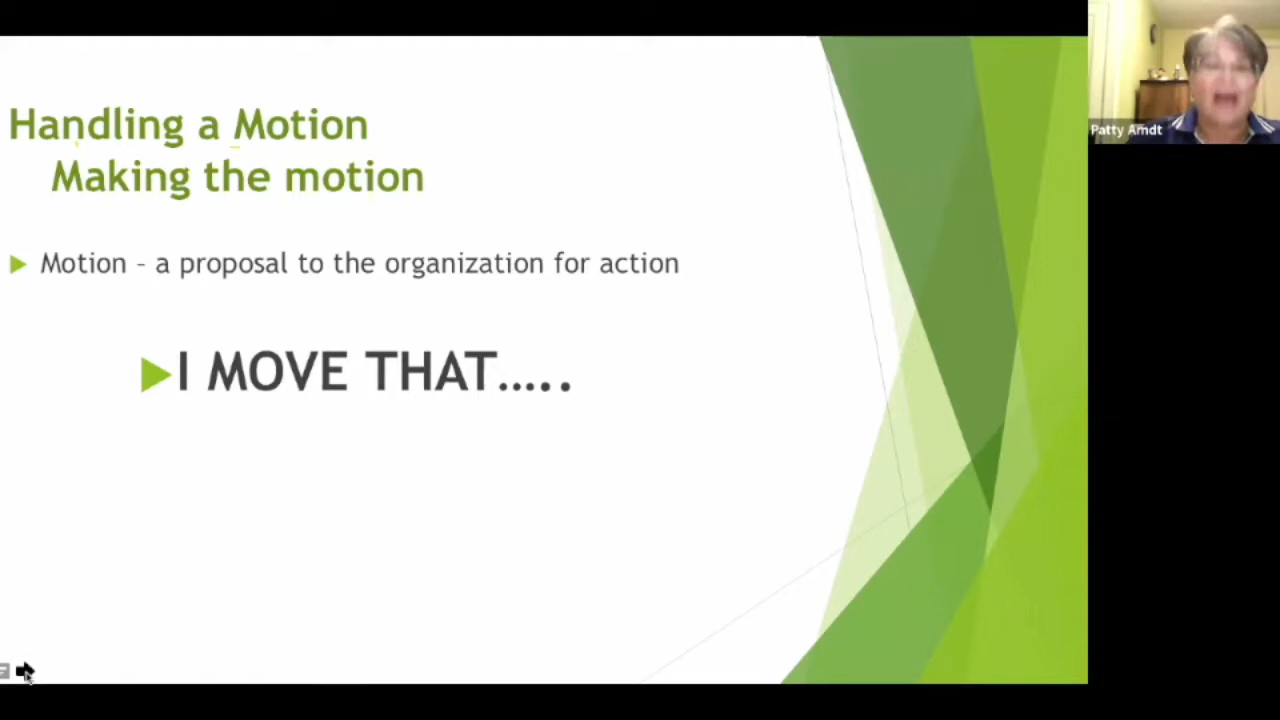 Handling a Motion
Making the motion
Motion – a proposal to the organization for action
I MOVE THAT…..
Patty Arndt